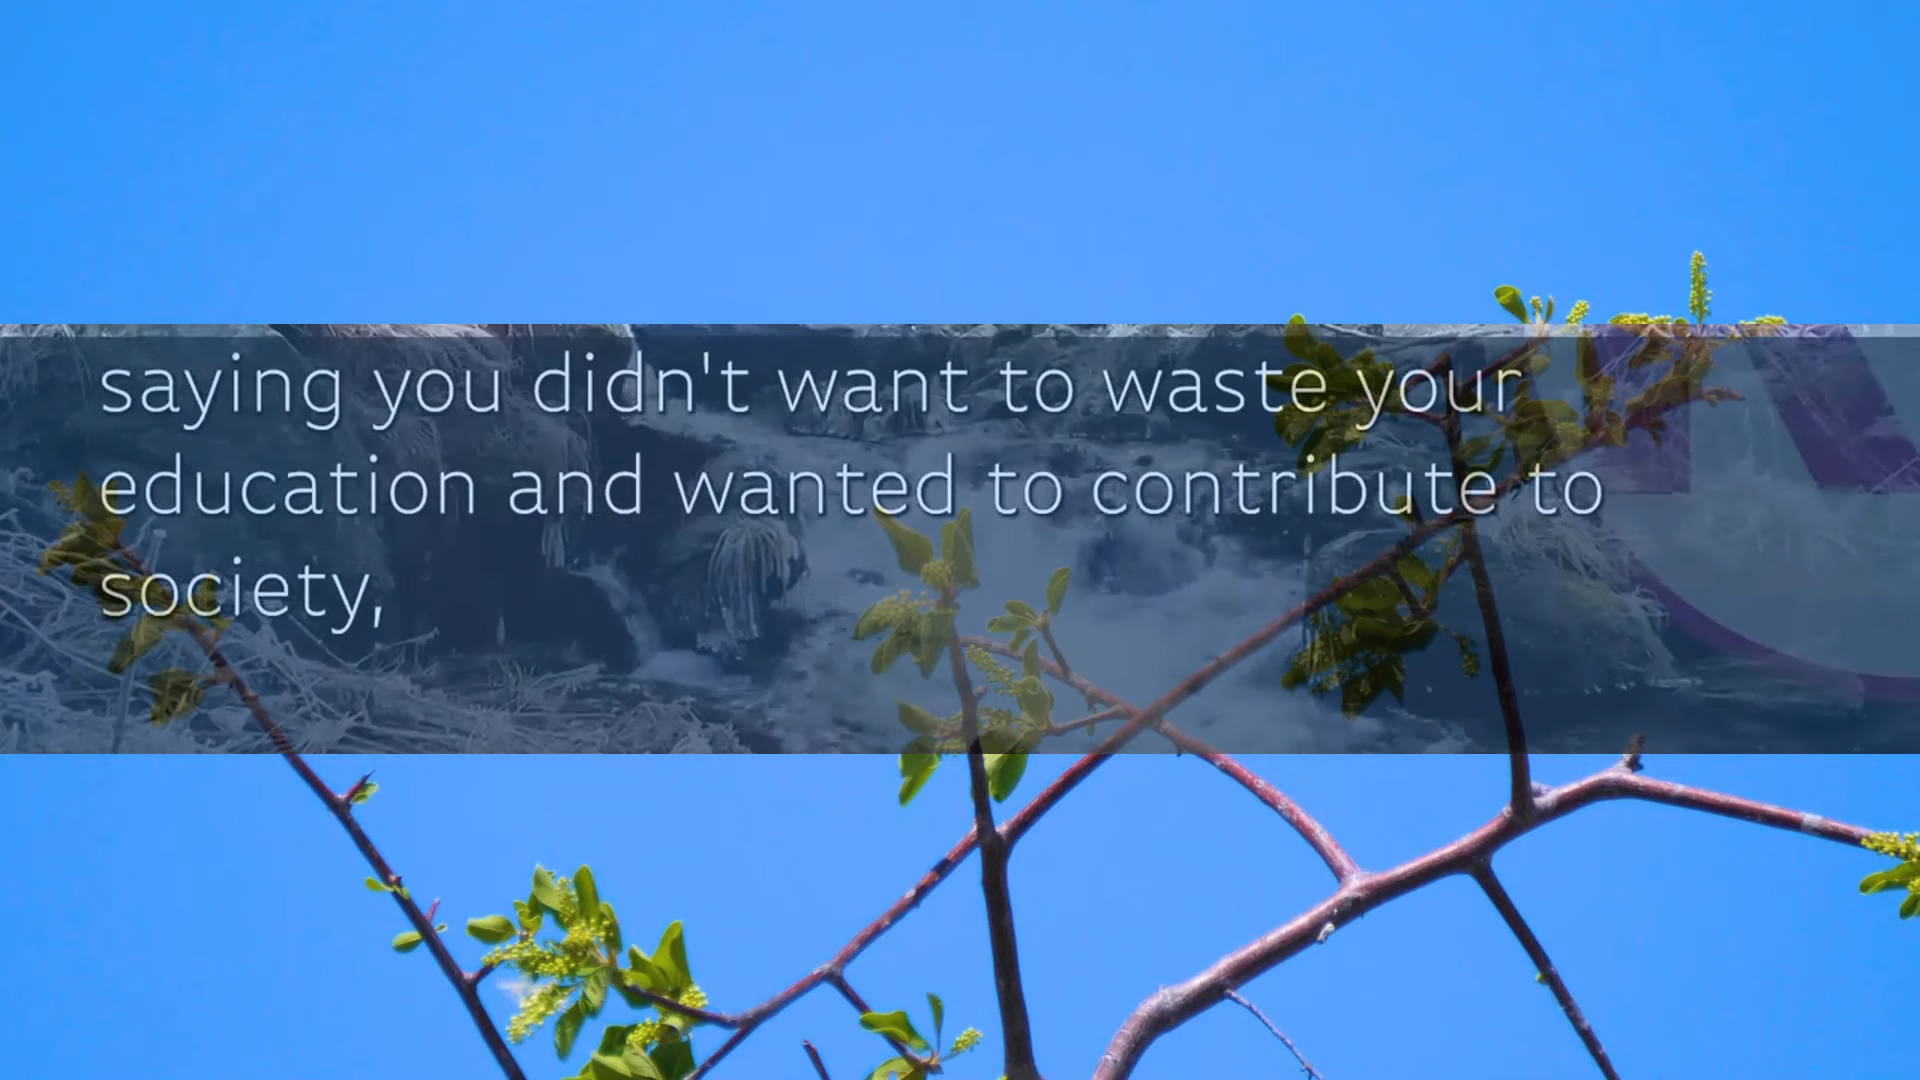 saying you didn't want to waste your
education and wanted to contribute to
society,